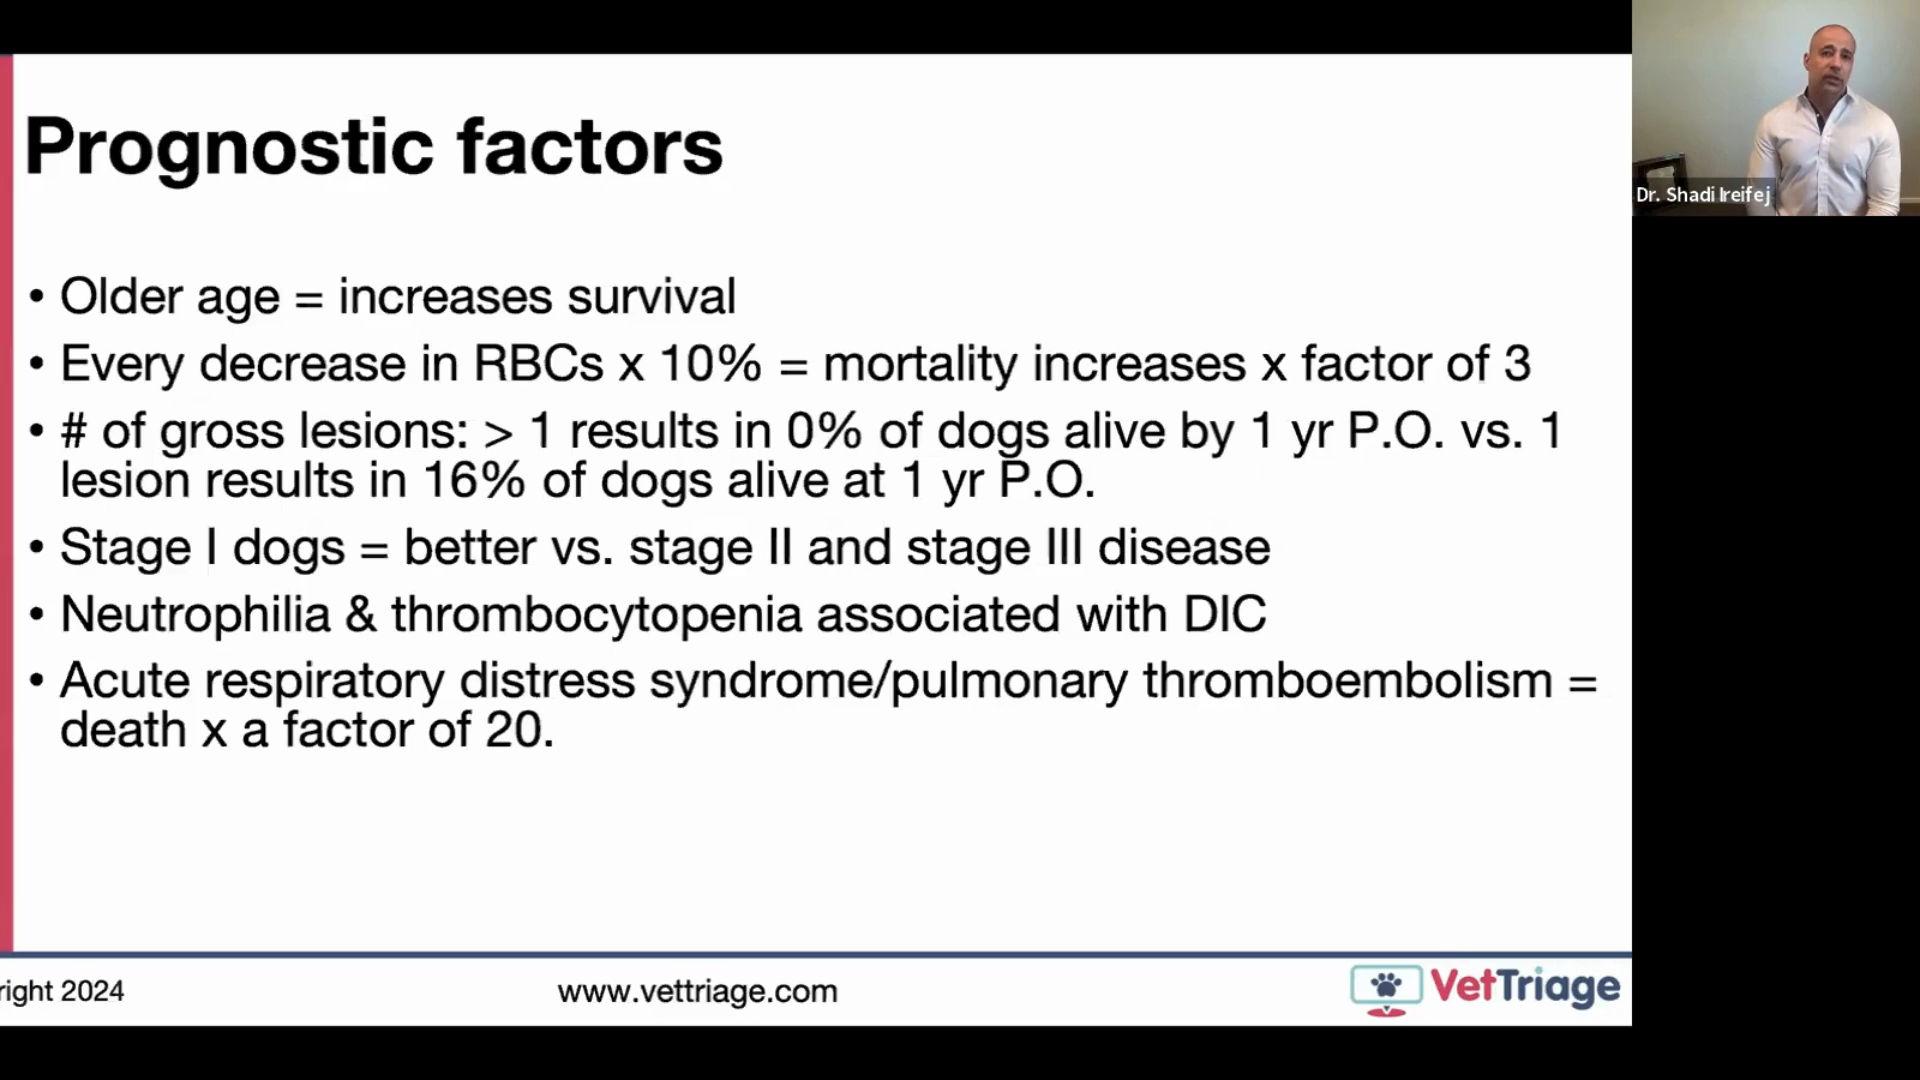 Prognostic factors
• Older age = increases survival
• Every decrease in RBCs x 10% = mortality increases x factor of 3
• # of gross lesions: > 1 results in 0% of dogs alive by 1 yr P.O. vs. 1
lesion results in 16% of dogs alive at 1 yr P.O.
• Stage I dogs = better vs. stage II and stage III disease
• Neutrophilia & thrombocytopenia associated with DIC
• Acute respiratory distress syndrome/pulmonary thromboembolism =
death x a factor of 20.
right 2024
www.vettriage.com
VetTriage
Dr. Shadi Ireifej